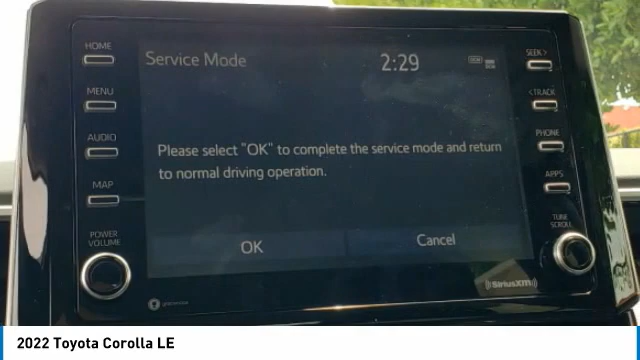 HOME
MENU
AUDIO
MAP
POWER
VOLUME
Service Mode
2:29
Please select "OK" to complete the service mode and return
to normal driving operation.
OK
Cancel
SEEK >
< TRACK
PHONE
APPS
TUNE
SCROLL
((SiriusXM))
2022 Toyota Corolla LE